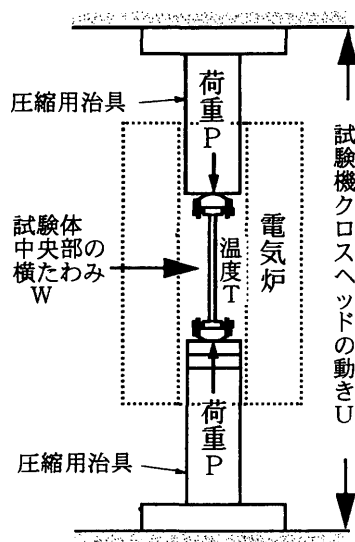 圧縮用治具
荷重P
試験体
中央部の
横たわみ
W
温度T
電気炉
試験機クロスヘッドの動きU
荷重
P
圧縮用治具